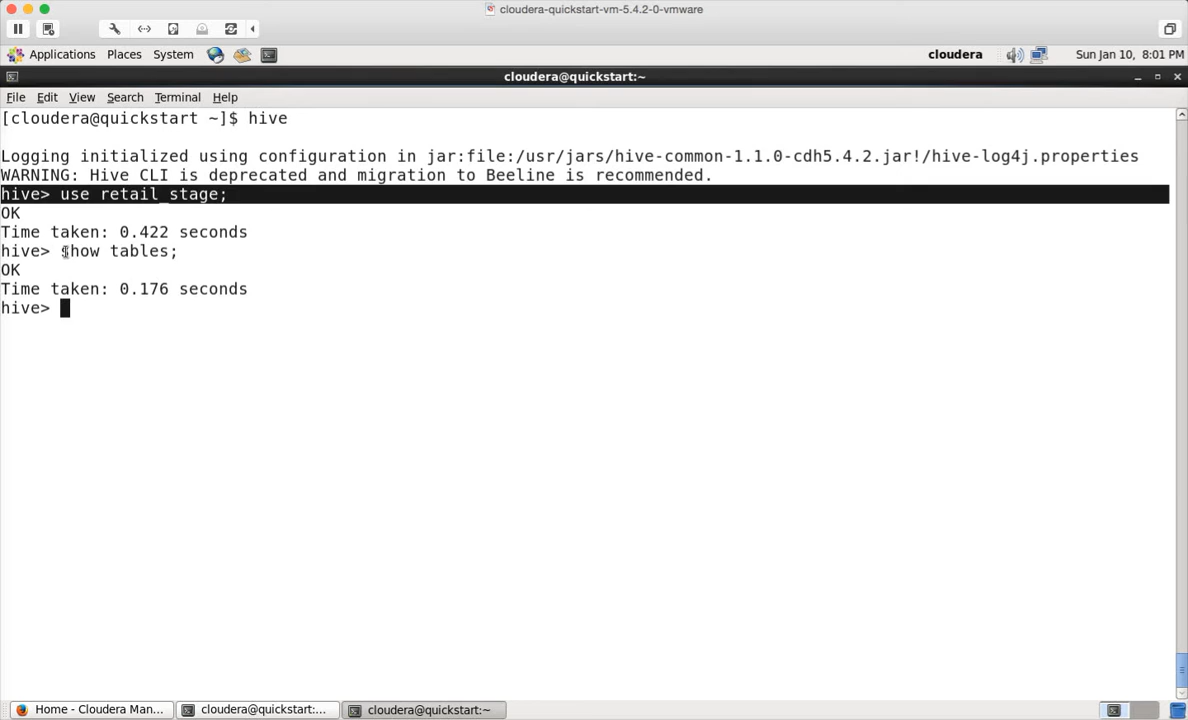 cloudera-quickstart-vm-5.4.2-0-vmware
Applications Places System cloudera Sun Jan 10, 8:01 PM
cloudera@quickstart:~
File Edit View Search Terminal Help
[cloudera@quickstart ~]$ hive
Logging initialized using configuration in jar:file:/usr/jars/hive-common-1.1.0-cdh5.4.2.jar!/hive-log4j.properties
WARNING: Hive CLI is deprecated and migration to Beeline is recommended.
hive> use retail_stage;
OK
Time taken: 0.422 seconds
hive> show tables;
OK
Time taken: 0.176 seconds
hive>
Home - Cloudera Man... cloudera@quickstart:... cloudera@quickstart:~